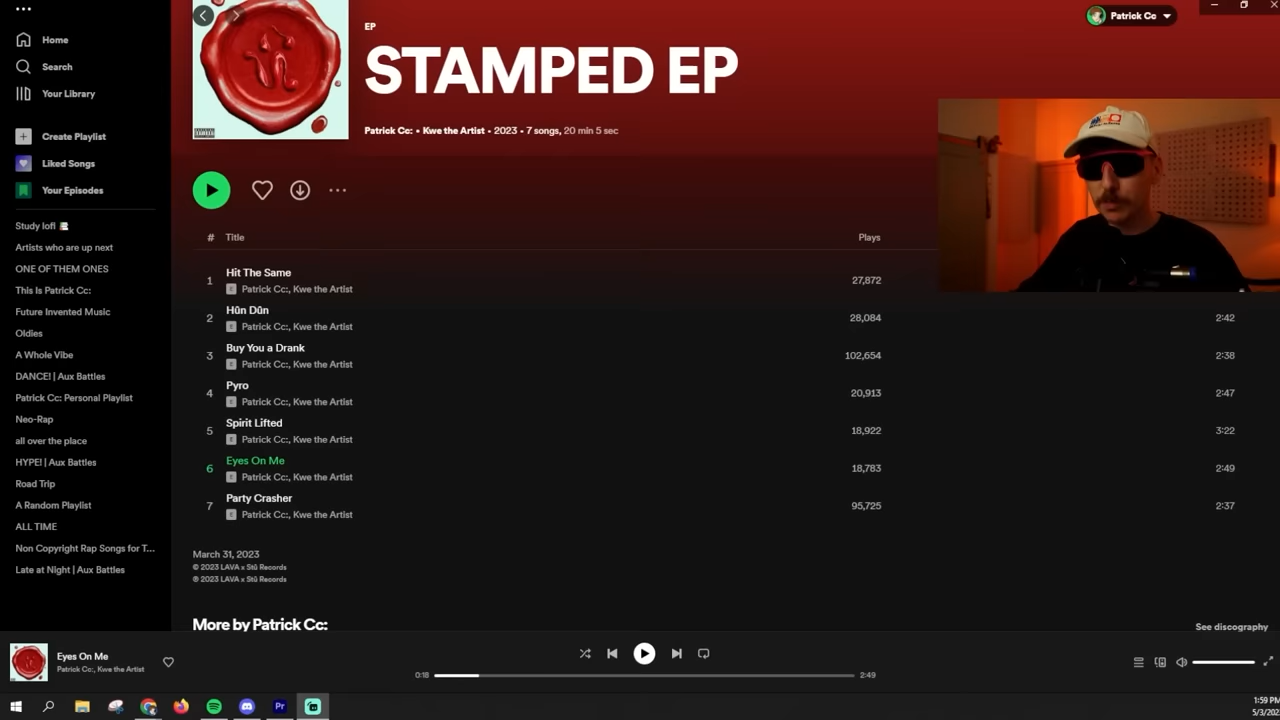 Home
Search
Your Library
Create Playlist
Liked Songs
Your Episodes
Study lofi
Artists who are up next
ONE OF THEM ONES
This Is Patrick Cc:
Future Invented Music
Oldies
A Whole Vibe
DANCE! | Aux Battles
Patrick Cc: Personal Playlist
Neo-Rap
all over the place
HYPE! | Aux Battles
Road Trip
A Random Playlist
ALL TIME
Non Copyright Rap Songs for T...
Late at Night | Aux Battles
Patrick Cc
EP
STAMPED EP
Patrick Cc: • Kwe the Artist • 2023 • 7 songs, 20 min 5 sec
# Title Plays
1 Hit The Same 27,872
E Patrick Cc:, Kwe the Artist
2 Hûn Dûn 28,084 2:42
E Patrick Cc:, Kwe the Artist
3 Buy You a Drank 102,654 2:38
E Patrick Cc:, Kwe the Artist
4 Pyro 20,913 2:47
E Patrick Cc:, Kwe the Artist
5 Spirit Lifted 18,922 3:22
E Patrick Cc:, Kwe the Artist
6 Eyes On Me 18,783 2:49
E Patrick Cc:, Kwe the Artist
7 Party Crasher 95,725 2:37
E Patrick Cc:, Kwe the Artist
March 31, 2023
© 2023 LAVA x Stû Records
℗ 2023 LAVA x Stû Records
More by Patrick Cc:
See discography
Eyes On Me
Patrick Cc:, Kwe the Artist
0:18 2:49
Pr
1:59 PM